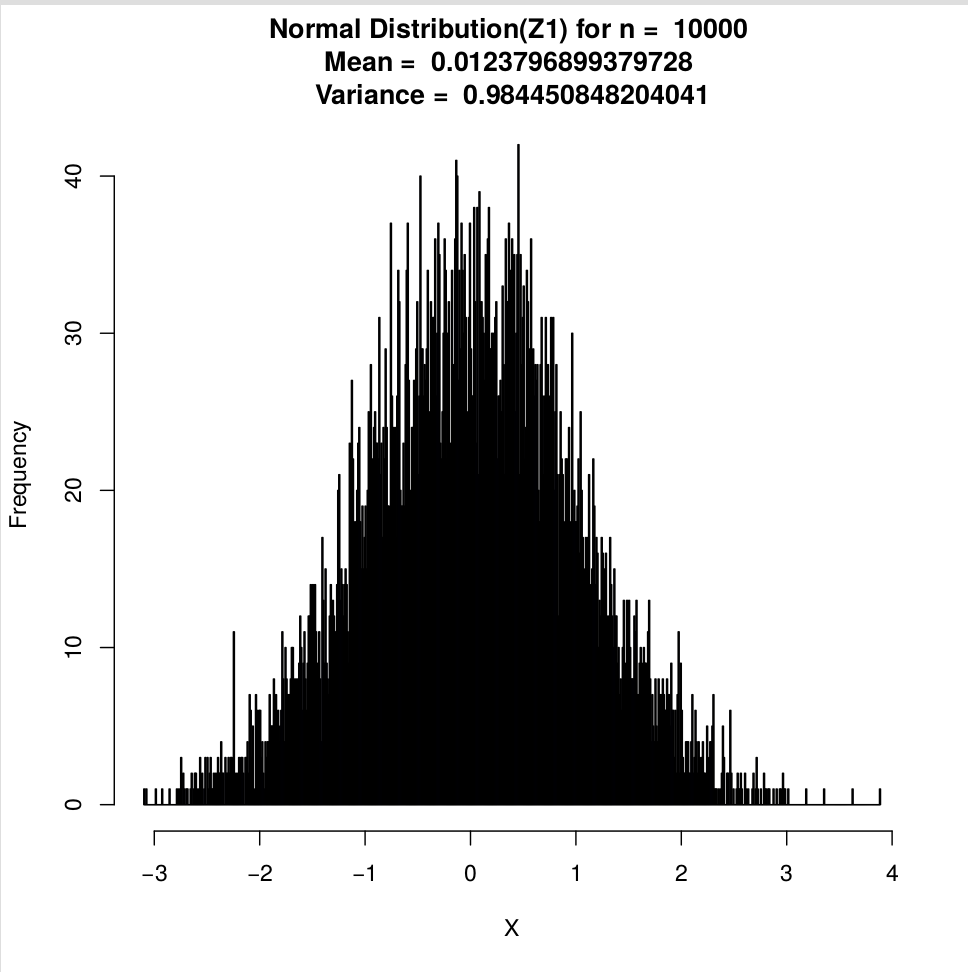 Normal Distribution(Z1) for n =  10000
Mean =  0.0123796899379728
Variance =  0.984450848204041
40
30
20
10
0
Frequency
−3 −2 −1 0 1 2 3 4
X